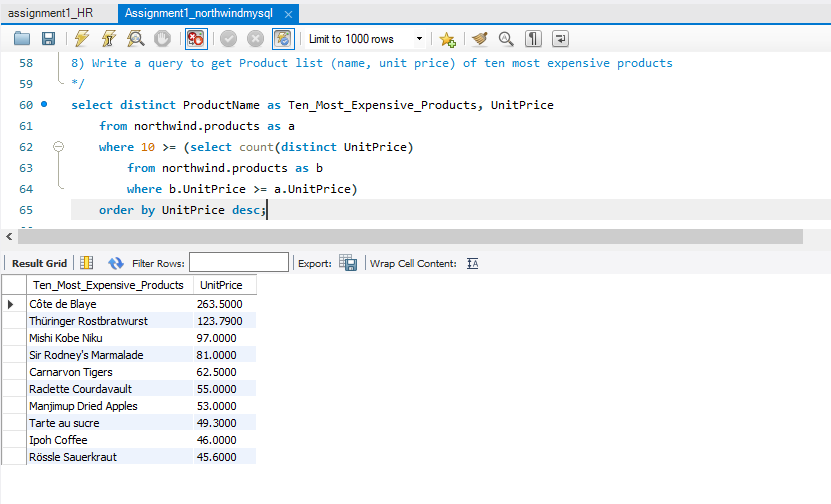 assignment1_HR Assignment1_northwindmysql ×
Limit to 1000 rows
58 8) Write a query to get Product list (name, unit price) of ten most expensive products
59 */
60 select distinct ProductName as Ten_Most_Expensive_Products, UnitPrice
61 from northwind.products as a
62 where 10 >= (select count(distinct UnitPrice)
63 from northwind.products as b
64 where b.UnitPrice >= a.UnitPrice)
65 order by UnitPrice desc;
Result Grid Filter Rows: Export: Wrap Cell Content: IA
Ten_Most_Expensive_Products UnitPrice
Côte de Blaye 263.5000
Thüringer Rostbratwurst 123.7900
Mishi Kobe Niku 97.0000
Sir Rodney's Marmalade 81.0000
Carnarvon Tigers 62.5000
Raclette Courdavault 55.0000
Manjimup Dried Apples 53.0000
Tarte au sucre 49.3000
Ipoh Coffee 46.0000
Rössle Sauerkraut 45.6000